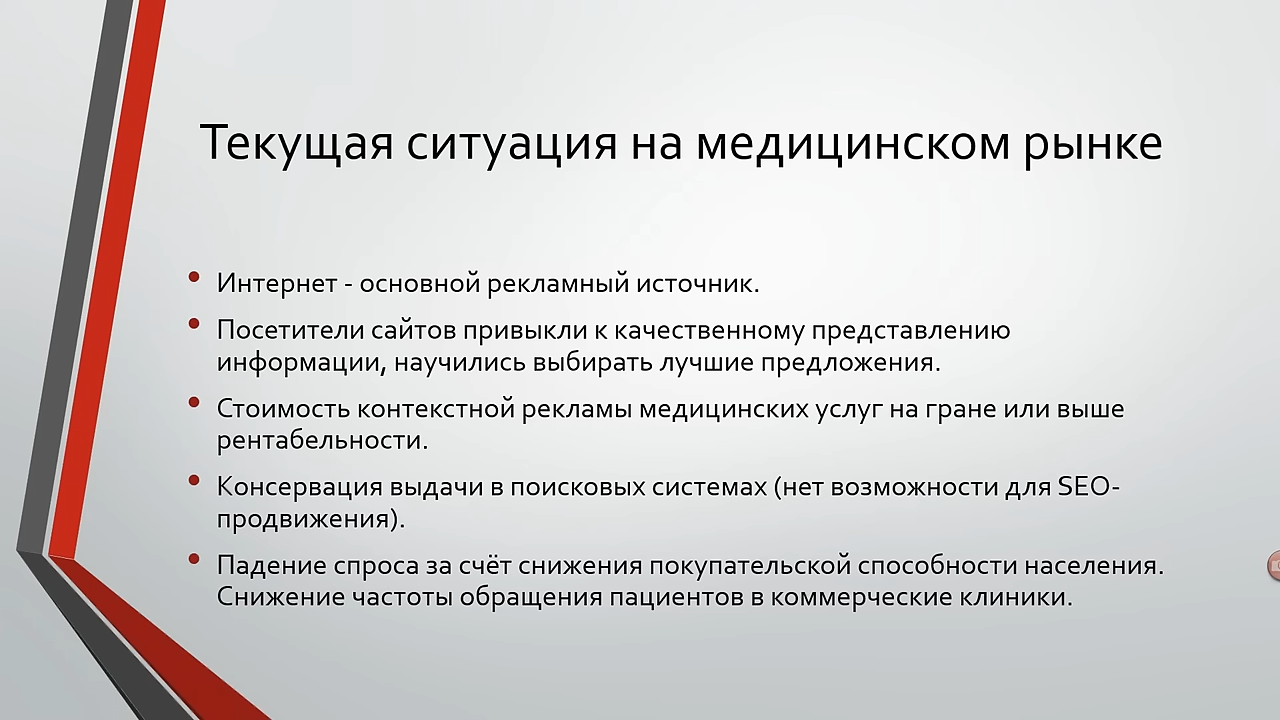 Текущая ситуация на медицинском рынке
• Интернет - основной рекламный источник.
• Посетители сайтов привыкли к качественному представлению
информации, научились выбирать лучшие предложения.
• Стоимость контекстной рекламы медицинских услуг на гране или выше
рентабельности.
• Консервация выдачи в поисковых системах (нет возможности для SEO-
продвижения).
• Падение спроса за счёт снижения покупательской способности населения.
Снижение частоты обращения пациентов в коммерческие клиники.